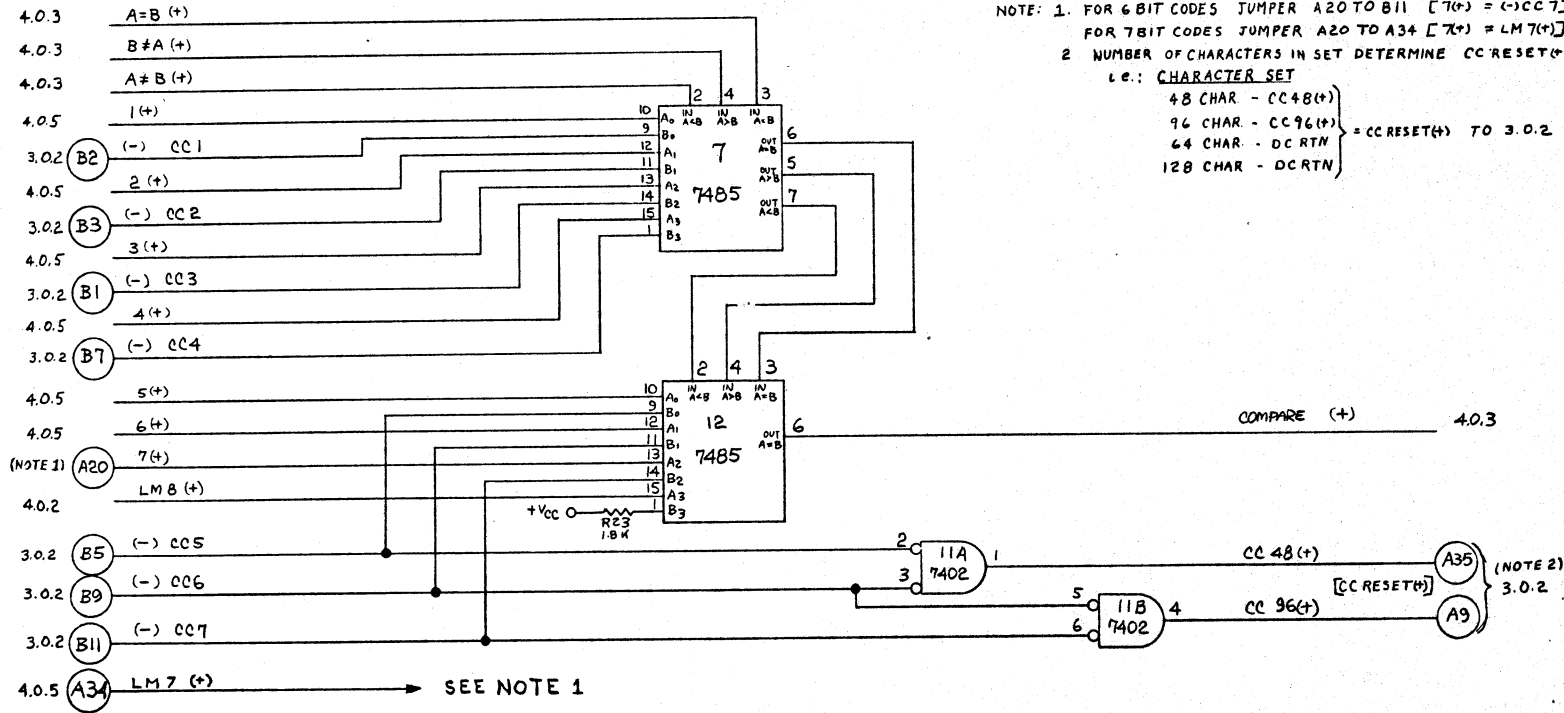 4.0.3 A=B (+)
4.0.3 B≠A (+)
4.0.3 A≠B (+)
4.0.5 1(+)
3.0.2 B2 (-) CC1
4.0.5 2(+)
3.0.2 B3 (-) CC2
4.0.5 3(+)
3.0.2 B1 (-) CC3
4.0.5 4(+)
3.0.2 B7 (-) CC4
2 4 3
IN A<B IN A>B IN A=B
10 A0
9 B0
12 A1
11 B1
13 A2
14 B2
15 A3
1 B3
7
7485
OUT A=B 6
OUT A>B 5
OUT A<B 7
NOTE: 1. FOR 6 BIT CODES JUMPER A20 TO B11 [7(+) = (-)CC7]
FOR 7 BIT CODES JUMPER A20 TO A34 [7(+) = LM7(+)]
2 NUMBER OF CHARACTERS IN SET DETERMINE CC RESET(+
i.e.: CHARACTER SET
48 CHAR - CC48(+)
96 CHAR. - CC96(+)
64 CHAR. - DC RTN
128 CHAR - DC RTN
= CC RESET(+) TO 3.0.2
4.0.5 5(+)
4.0.5 6(+)
(NOTE 1) A20 7(+)
4.0.2 LM8 (+)
2 4 3
IN A<B IN A>B IN A=B
10 A0
9 B0
12 A1
11 B1
13 A2
14 B2
15 A3
1 B3
12
7485
OUT A=B 6
COMPARE (+) 4.0.3
+VCC
R23
1.8K
3.0.2 B5 (-) CC5
3.0.2 B9 (-) CC6
3.0.2 B11 (-) CC7
4.0.5 A34 LM7 (+) SEE NOTE 1
2 3 11A 7402 1
CC 48(+) A35
[CC RESET(+)]
5 6 11B 7402 4
CC 96(+) A9
(NOTE 2)
3.0.2